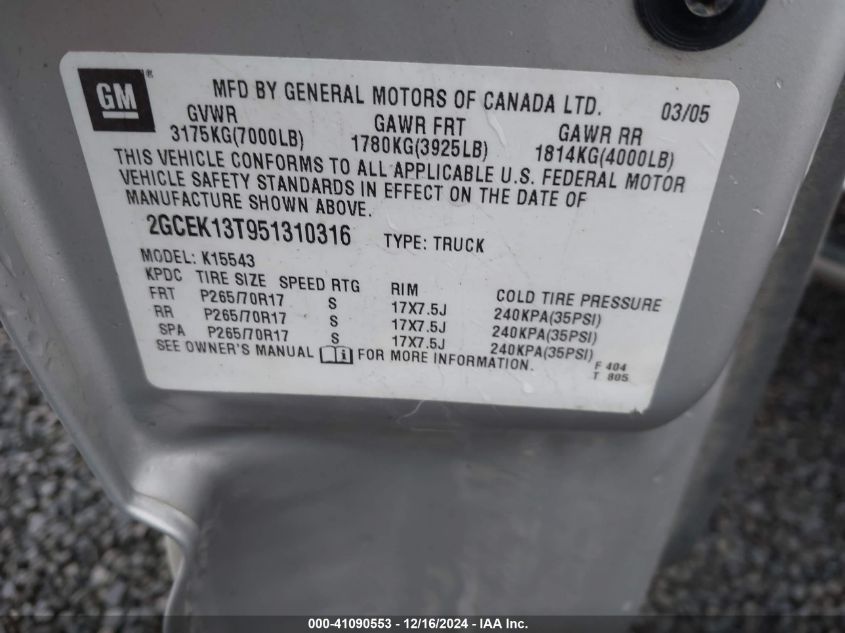 GM ® MFD BY GENERAL MOTORS OF CANADA LTD. 03/05
GVWR GAWR FRT GAWR RR
3175KG(7000LB) 1780KG(3925LB) 1814KG(4000LB)
THIS VEHICLE CONFORMS TO ALL APPLICABLE U.S. FEDERAL MOTOR
VEHICLE SAFETY STANDARDS IN EFFECT ON THE DATE OF
MANUFACTURE SHOWN ABOVE.
2GCEK13T951310316 TYPE: TRUCK
MODEL: K15543
KPDC TIRE SIZE SPEED RTG RIM COLD TIRE PRESSURE
FRT P265/70R17 S 17X7.5J 240KPA(35PSI)
RR P265/70R17 S 17X7.5J 240KPA(35PSI)
SPA P265/70R17 S 17X7.5J 240KPA(35PSI)
SEE OWNER'S MANUAL i FOR MORE INFORMATION.
F 404
T 805
000-41090553 - 12/16/2024 - IAA Inc.